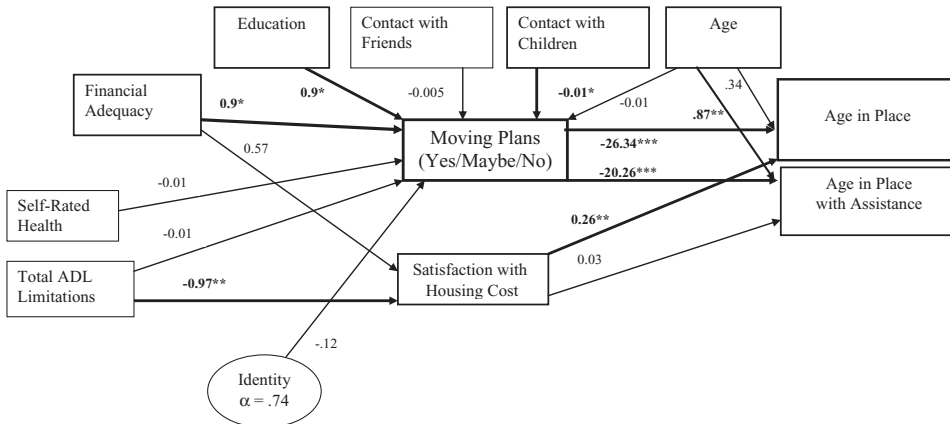 Education
Contact with
Friends
Contact with
Children
Age
Financial
Adequacy
0.9*
0.9*
-0.005
-0.01*
-0.01
.34
.87**
Age in Place
Moving Plans
(Yes/Maybe/No)
-26.34***
-20.26***
0.57
-0.01
Self-Rated
Health
Age in Place
with Assistance
-0.01
0.26**
Total ADL
Limitations
-0.97**
Satisfaction with
Housing Cost
0.03
-.12
Identity
α = .74